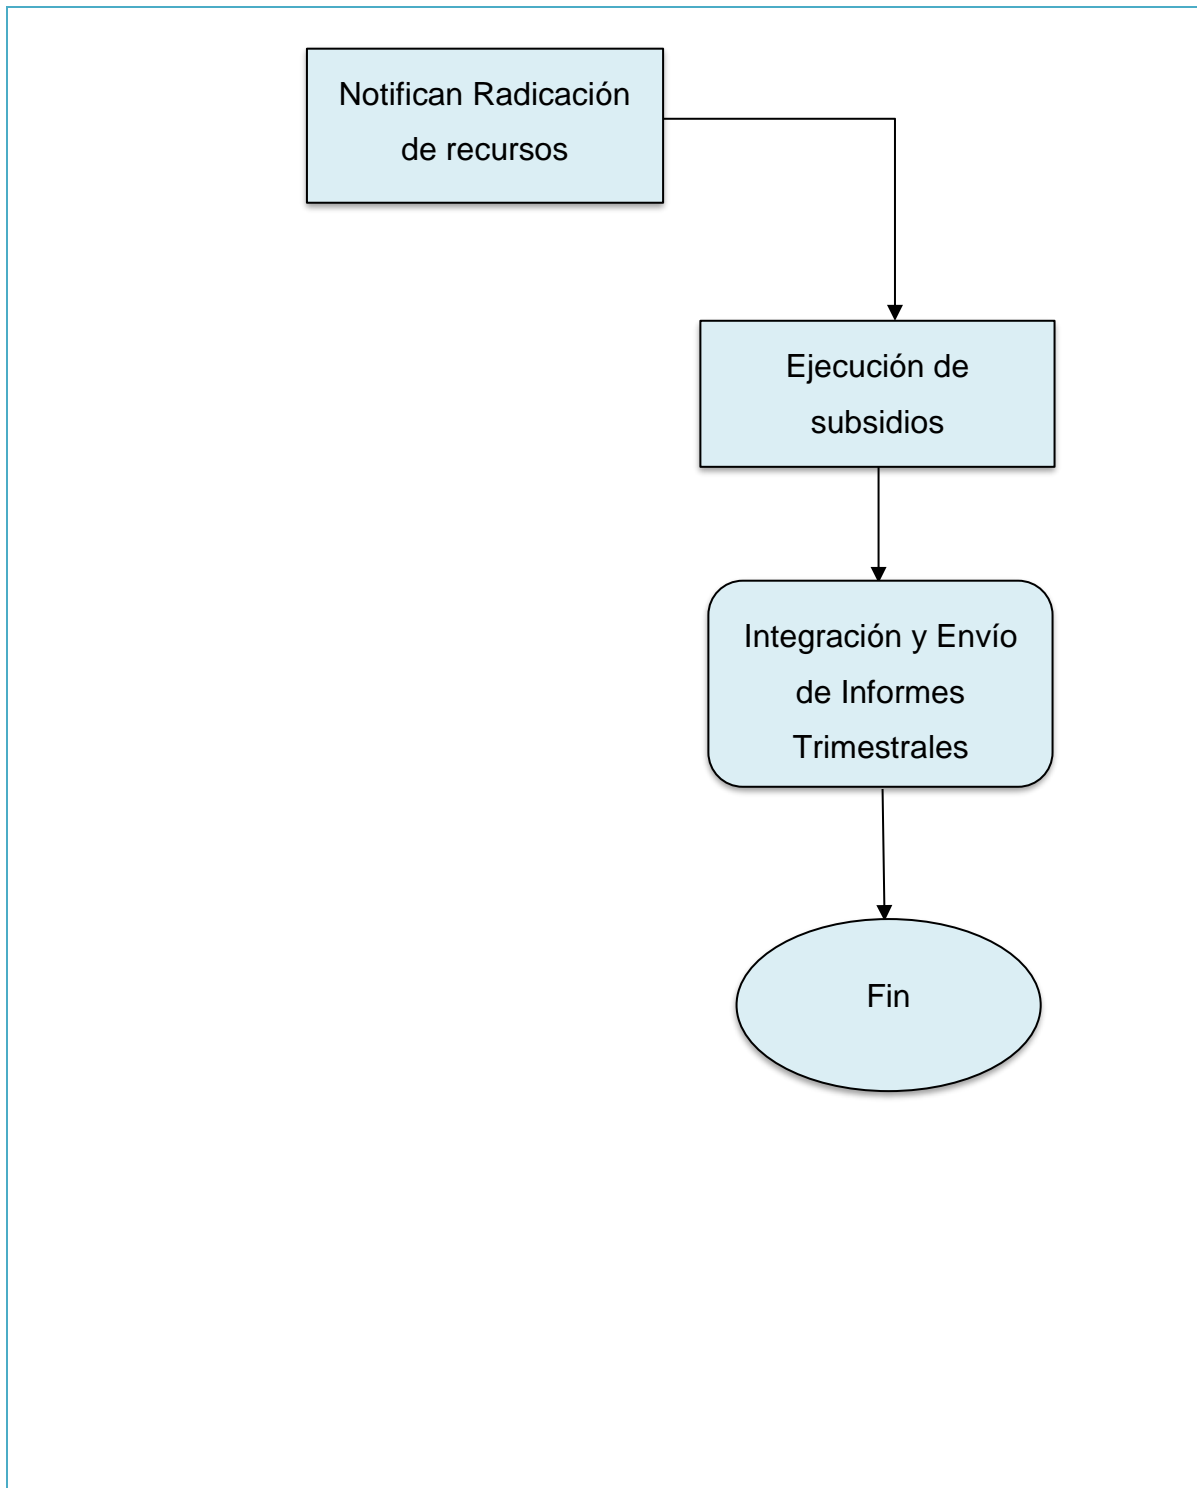 Notifican Radicación
de recursos
Ejecución de
subsidios
Integración y Envío
de Informes
Trimestrales
Fin